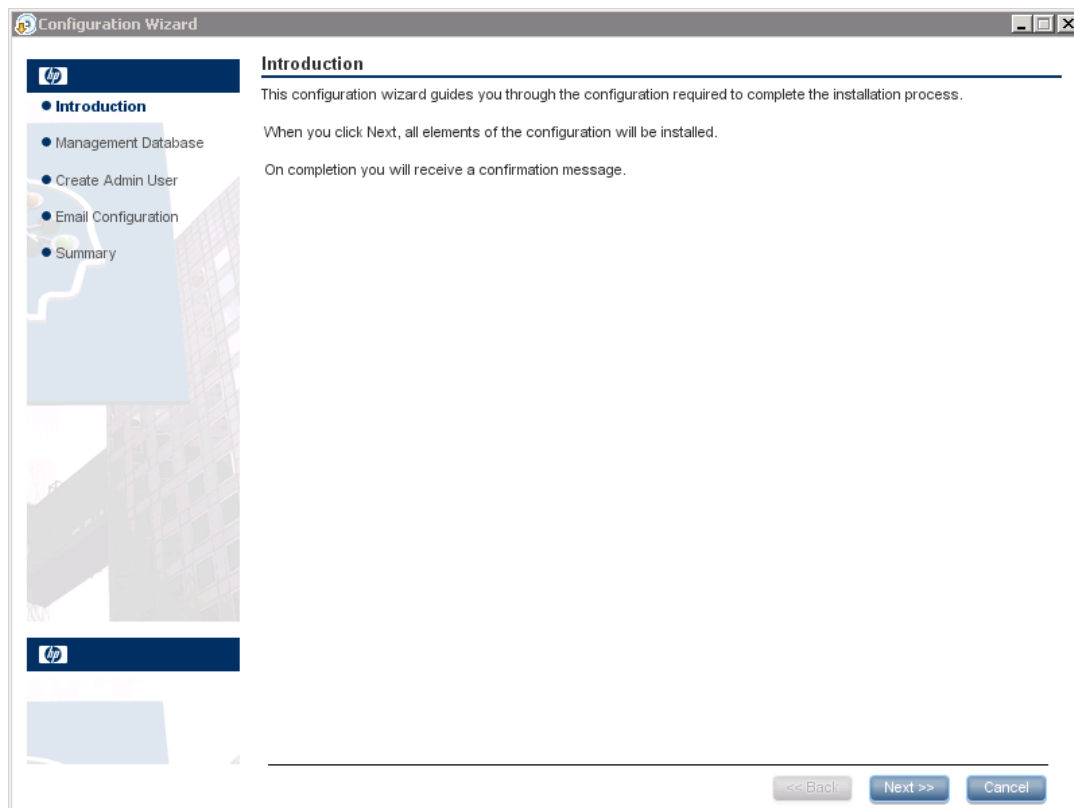 Configuration Wizard
hp
Introduction
Management Database
Create Admin User
Email Configuration
Summary
hp
Introduction
This configuration wizard guides you through the configuration required to complete the installation process.
When you click Next, all elements of the configuration will be installed.
On completion you will receive a confirmation message.
<< Back
Next >>
Cancel